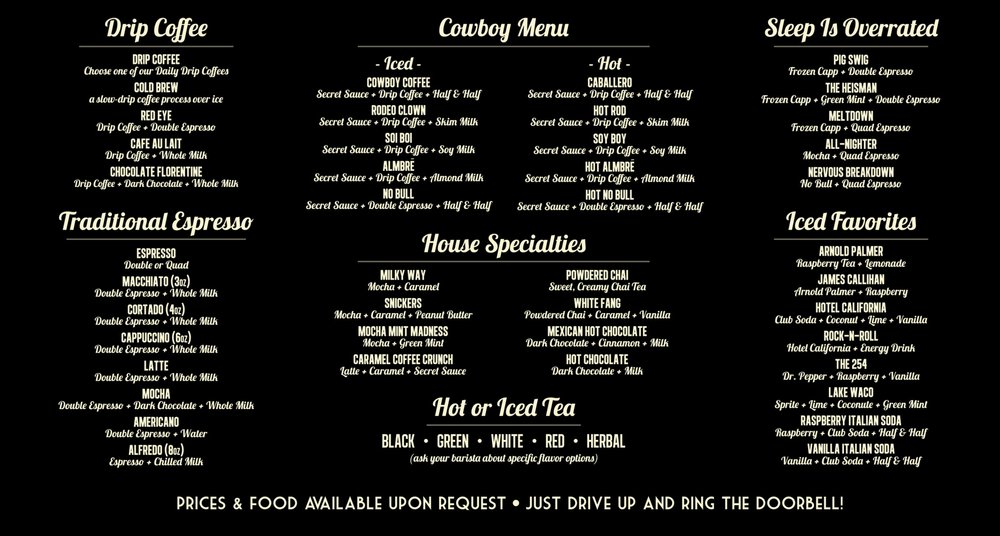 Drip Coffee
DRIP COFFEE
Choose one of our Daily Drip Coffees
COLD BREW
a slow-drip coffee process over ice
RED EYE
Drip Coffee + Double Espresso
CAFE AU LAIT
Drip Coffee + Whole Milk
CHOCOLATE FLORENTINE
Drip Coffee + Dark Chocolate + Whole Milk
Traditional Espresso
ESPRESSO
Double or Quad
MACCHIATO (3oz)
Double Espresso + Whole Milk
CORTADO (4oz)
Double Espresso + Whole Milk
CAPPUCCINO (6oz)
Double Espresso + Whole Milk
LATTE
Double Espresso + Whole Milk
MOCHA
Double Espresso + Dark Chocolate + Whole Milk
AMERICANO
Double Espresso + Water
ALFREDO (8oz)
Espresso + Chilled Milk
Cowboy Menu
- Iced -
COWBOY COFFEE
Secret Sauce + Drip Coffee + Half & Half
RODEO CLOWN
Secret Sauce + Drip Coffee + Skim Milk
SOI BOI
Secret Sauce + Drip Coffee + Soy Milk
ALMBRĒ
Secret Sauce + Drip Coffee + Almond Milk
NO BULL
Secret Sauce + Double Espresso + Half & Half
- Hot -
CABALLERO
Secret Sauce + Drip Coffee + Half & Half
HOT ROD
Secret Sauce + Drip Coffee + Skim Milk
SOY BOY
Secret Sauce + Drip Coffee + Soy Milk
HOT ALMBRĒ
Secret Sauce + Drip Coffee + Almond Milk
HOT NO BULL
Secret Sauce + Double Espresso + Half & Half
House Specialties
MILKY WAY
Mocha + Caramel
SNICKERS
Mocha + Caramel + Peanut Butter
MOCHA MINT MADNESS
Mocha + Green Mint
CARAMEL COFFEE CRUNCH
Latte + Caramel + Secret Sauce
POWDERED CHAI
Sweet, Creamy Chai Tea
WHITE FANG
Powdered Chai + Caramel + Vanilla
MEXICAN HOT CHOCOLATE
Dark Chocolate + Cinnamon + Milk
HOT CHOCOLATE
Dark Chocolate + Milk
Hot or Iced Tea
BLACK • GREEN • WHITE • RED • HERBAL
(ask your barista about specific flavor options)
Sleep Is Overrated
PIG SWIG
Frozen Capp + Double Espresso
THE HEISMAN
Frozen Capp + Green Mint + Double Espresso
MELTDOWN
Frozen Capp + Quad Espresso
ALL-NIGHTER
Mocha + Quad Espresso
NERVOUS BREAKDOWN
No Bull + Quad Espresso
Iced Favorites
ARNOLD PALMER
Raspberry Tea + Lemonade
JAMES CALLIHAN
Arnold Palmer + Raspberry
HOTEL CALIFORNIA
Club Soda + Coconut + Lime + Vanilla
ROCK-N-ROLL
Hotel California + Energy Drink
THE 254
Dr. Pepper + Raspberry + Vanilla
LAKE WACO
Sprite + Lime + Coconute + Green Mint
RASPBERRY ITALIAN SODA
Raspberry + Club Soda + Half & Half
VANILLA ITALIAN SODA
Vanilla + Club Soda + Half & Half
PRICES & FOOD AVAILABLE UPON REQUEST • JUST DRIVE UP AND RING THE DOORBELL!